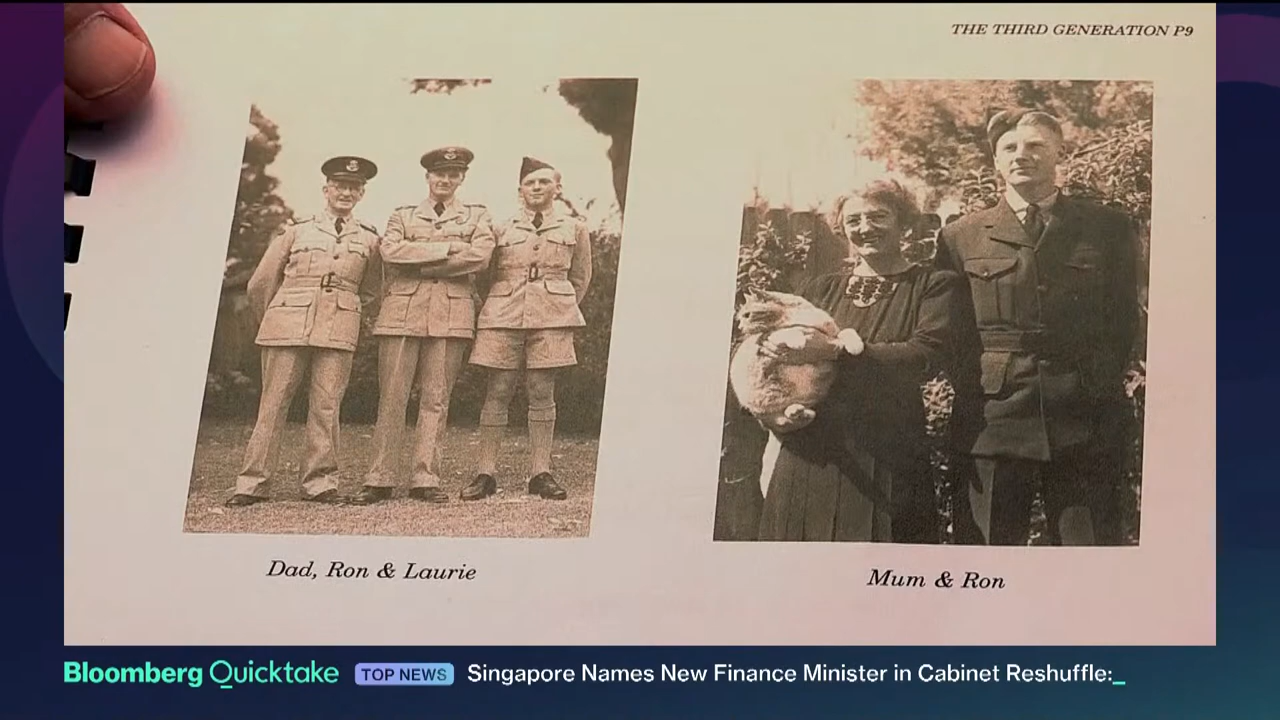 THE THIRD GENERATION P9
Dad, Ron & Laurie
Mum & Ron
Bloomberg Quicktake TOP NEWS Singapore Names New Finance Minister in Cabinet Reshuffle:_